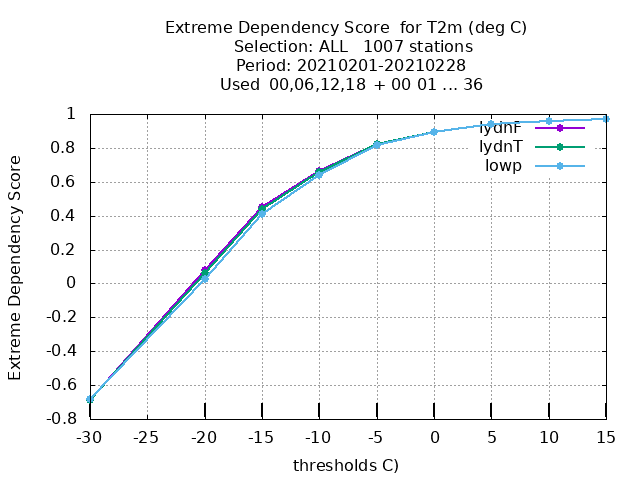 Extreme Dependency Score  for T2m (deg C)
Selection: ALL   1007 stations
Period: 20210201-20210228
Used  00,06,12,18  + 00 01 ... 36
Extreme Dependency Score
1
0.8
0.6
0.4
0.2
0
-0.2
-0.4
-0.6
-0.8
lydnF
lydnT
lowp
-30 -25 -20 -15 -10 -5 0 5 10 15
thresholds C)